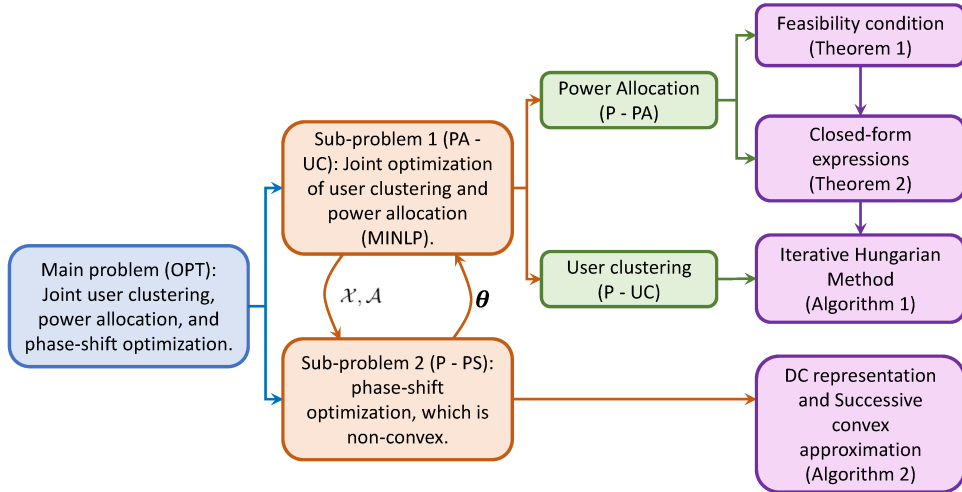 Main problem (OPT):
Joint user clustering,
power allocation, and
phase-shift optimization.
Sub-problem 1 (PA -
UC): Joint optimization
of user clustering and
power allocation
(MINLP).
𝒳, 𝒜
θ
Sub-problem 2 (P - PS):
phase-shift
optimization, which is
non-convex.
Power Allocation
(P - PA)
User clustering
(P - UC)
Feasibility condition
(Theorem 1)
Closed-form
expressions
(Theorem 2)
Iterative Hungarian
Method
(Algorithm 1)
DC representation
and Successive
convex
approximation
(Algorithm 2)